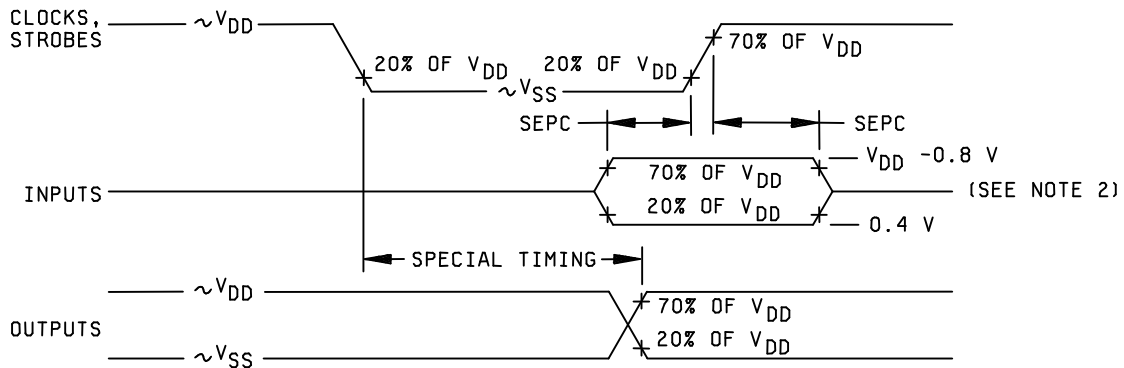 CLOCKS, STROBES
~VDD
20% OF VDD
20% OF VDD
70% OF VDD
~VSS
SEPC
SEPC
VDD -0.8 V
70% OF VDD
INPUTS
(SEE NOTE 2)
20% OF VDD
0.4 V
SPECIAL TIMING
~VDD
70% OF VDD
OUTPUTS
20% OF VDD
~VSS